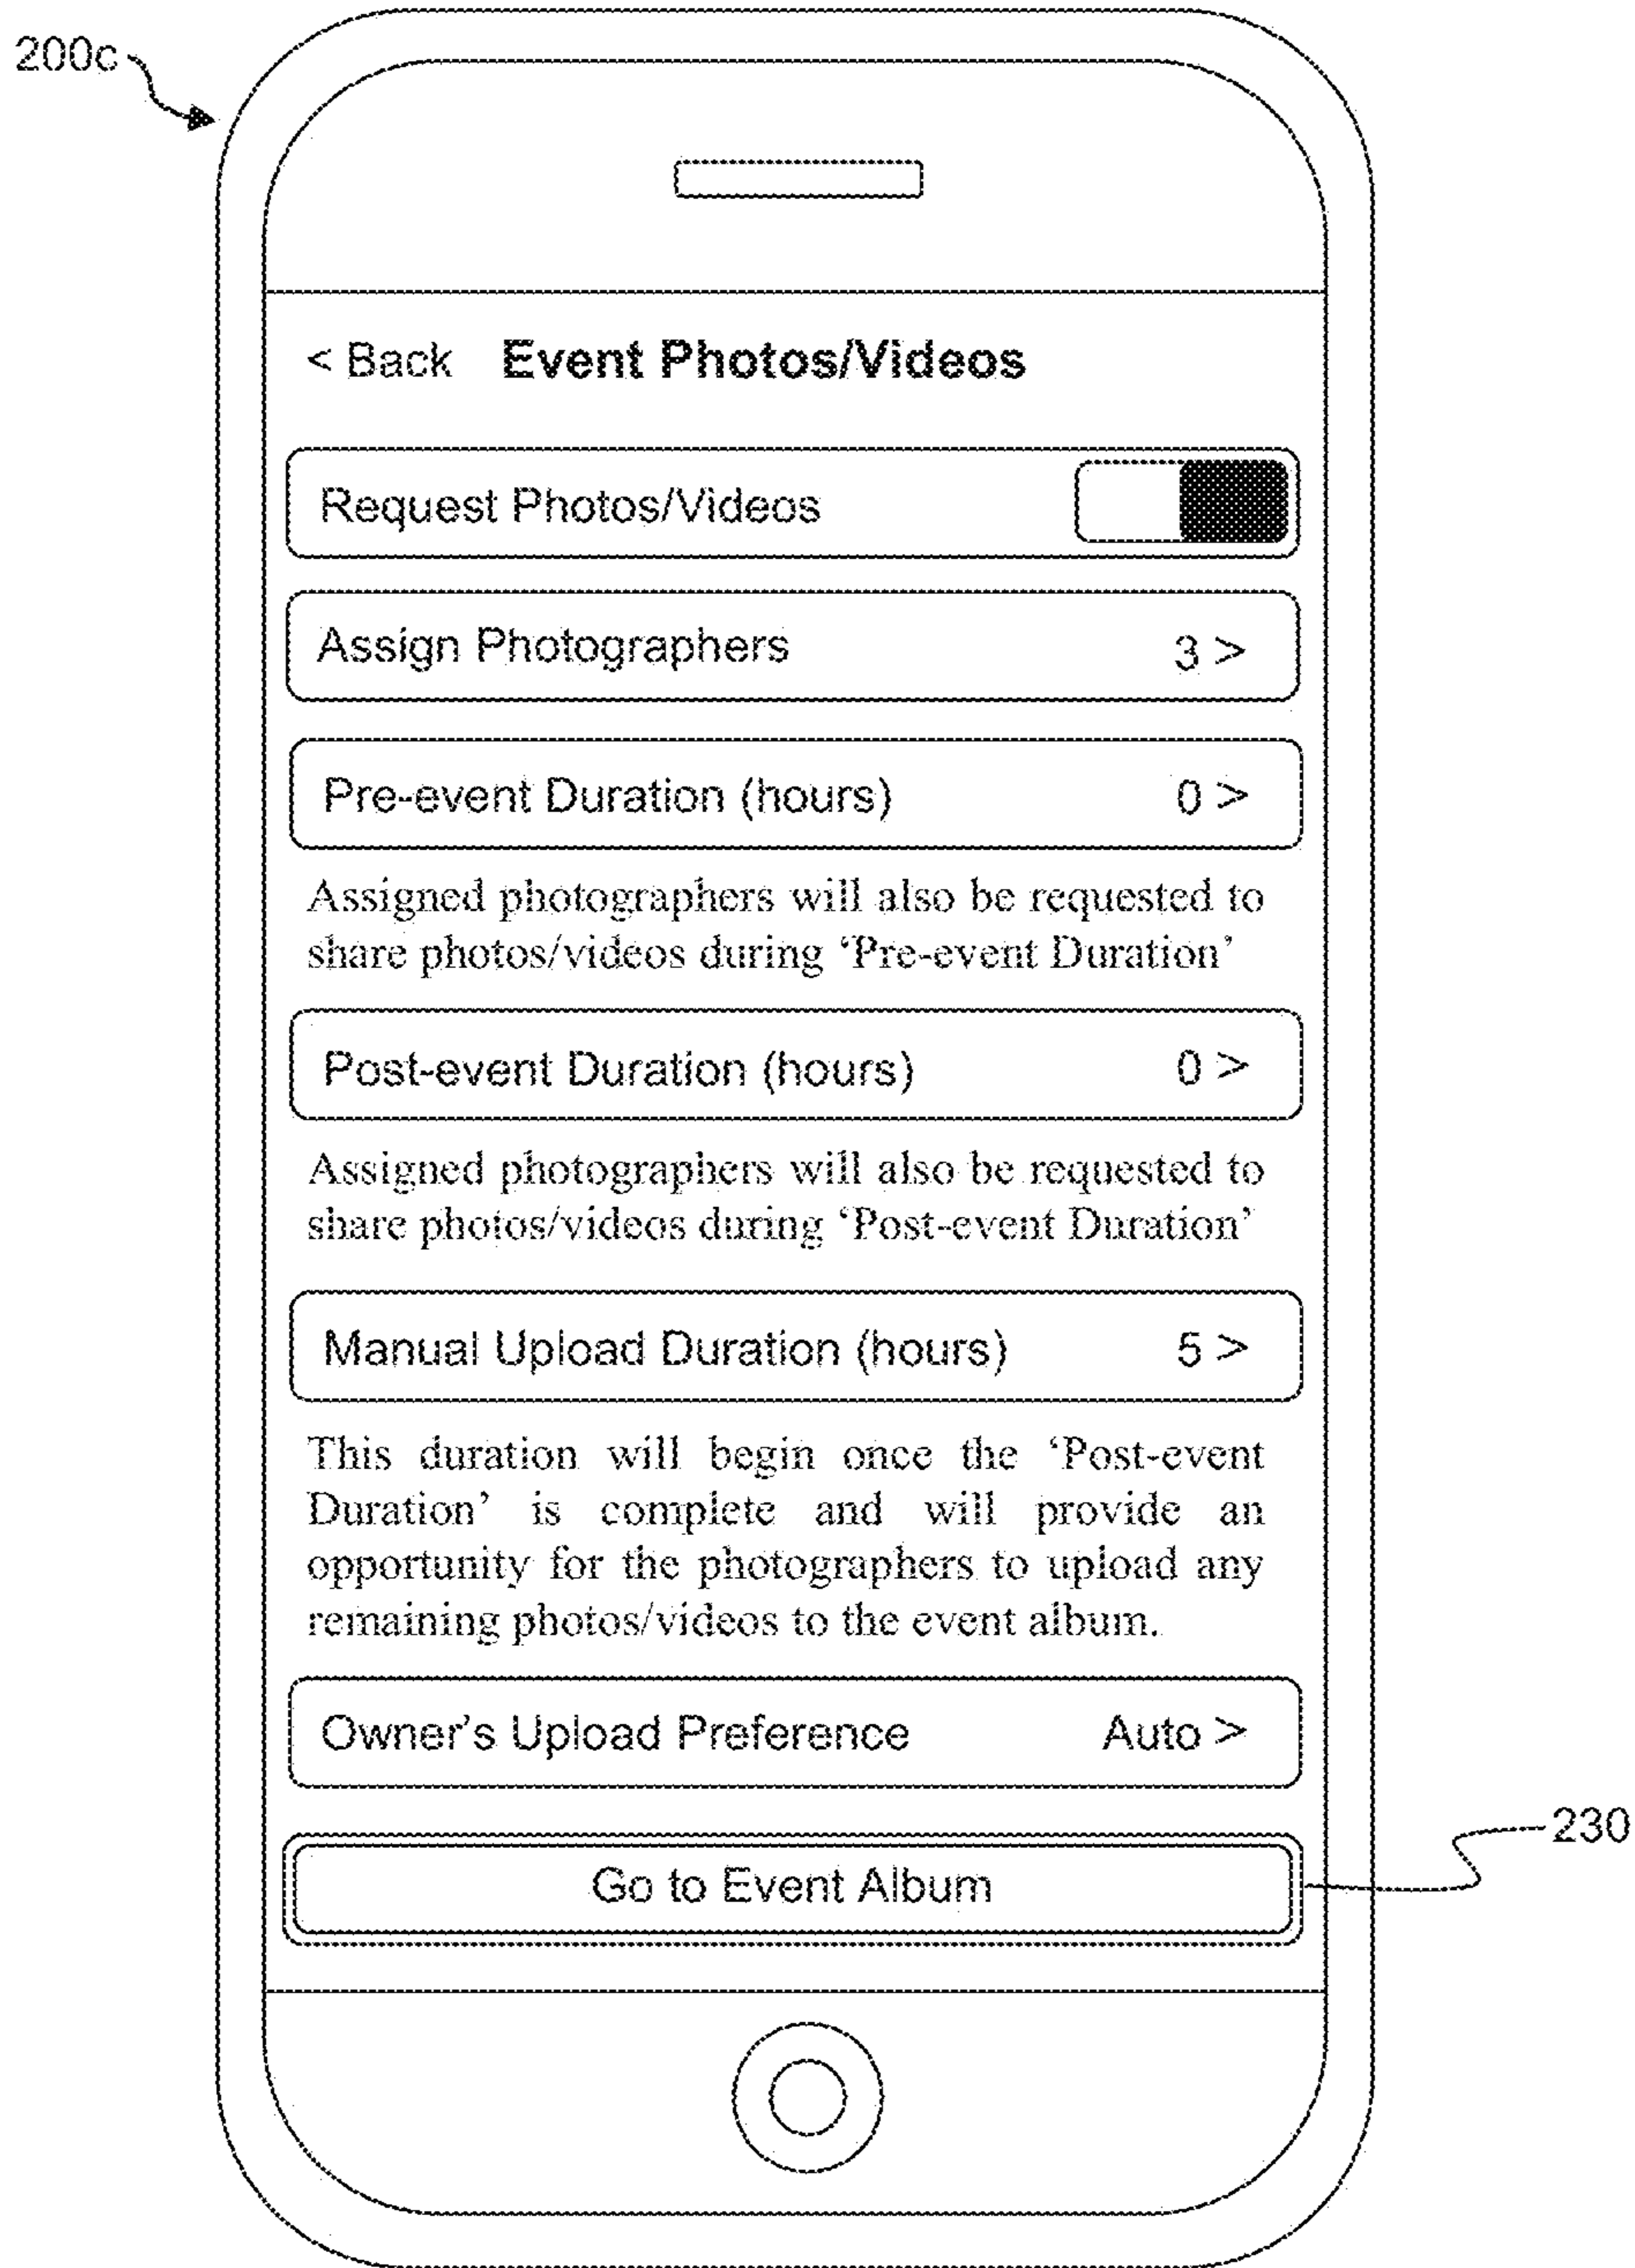 200c
< Back Event Photos/Videos
Request Photos/Videos
Assign Photographers 3 >
Pre-event Duration (hours) 0 >
Assigned photographers will also be requested to
share photos/videos during ‘Pre-event Duration’
Post-event Duration (hours) 0 >
Assigned photographers will also be requested to
share photos/videos during ‘Post-event Duration’
Manual Upload Duration (hours) 5 >
This duration will begin once the ‘Post-event
Duration’ is complete and will provide an
opportunity for the photographers to upload any
remaining photos/videos to the event album.
Owner’s Upload Preference Auto >
Go to Event Album
230